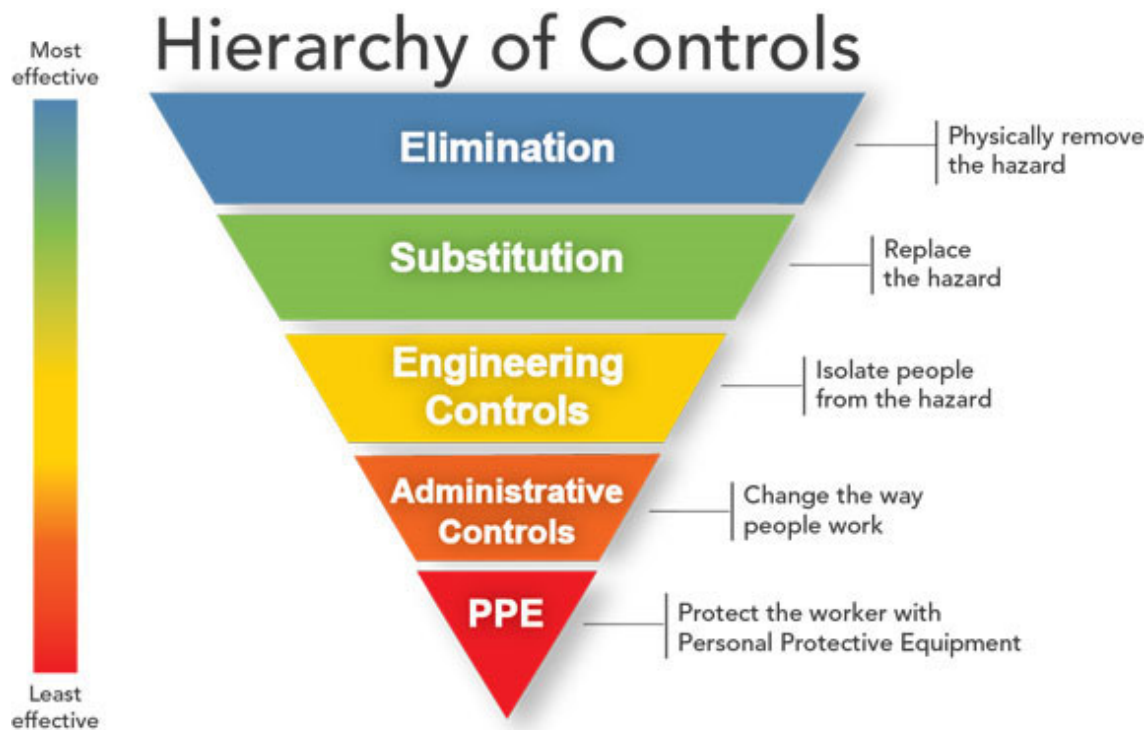 Hierarchy of Controls
Most
effective
Elimination
Physically remove
the hazard
Substitution
Replace
the hazard
Engineering
Controls
Isolate people
from the hazard
Administrative
Controls
Change the way
people work
PPE
Protect the worker with
Personal Protective Equipment
Least
effective